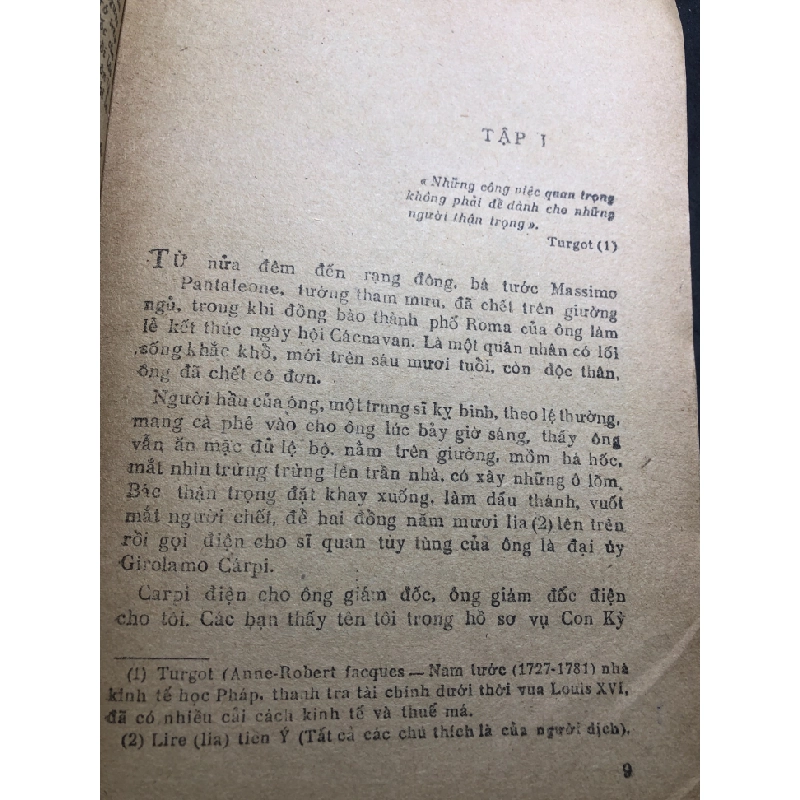 TẬP I
« Những công việc quan trọng
không phải để dành cho những
người thận trọng ».
Turgot (1)
TỪ nửa đêm đến rạng đông, bá tước Massimo
Pantaleone, tướng tham mưu, đã chết trên giường
ngủ, trong khi đồng bào thành phố Roma của ông làm
lễ kết thúc ngày hội Cácnavan. Là một quân nhân có lối
sống khắc khổ, mới trên sáu mươi tuổi, còn độc thân,
ông đã chết cô đơn.
Người hầu của ông, một trung sĩ kỵ binh, theo lệ thường,
mang cà phê vào cho ông lúc bảy giờ sáng, thấy ông
vẫn ăn mặc đủ lệ bộ, nằm trên giường, mồm há hốc,
mắt nhìn trừng trừng lên trần nhà, có xây những ô lõm.
Bác thận trọng đặt khay xuống, làm dấu thánh, vuốt
mắt người chết, để hai đồng năm mươi lia (2) lên trên
rồi gọi điện cho sĩ quan tùy tùng của ông là đại úy
Girolamo Carpi.
Carpi điện cho ông giám đốc, ông giám đốc điện
cho tôi. Các bạn thấy tên tôi trong hồ sơ vụ Con Kỳ
(1) Turgot (Anne-Robert Jacques — Nam tước (1727-1781) nhà
kinh tế học Pháp, thanh tra tài chính dưới thời vua Louis XVI,
đã có nhiều cải cách kinh tế và thuế má.
(2) Lire (lia) tiền Ý (Tất cả các chú thích là của người dịch).
9